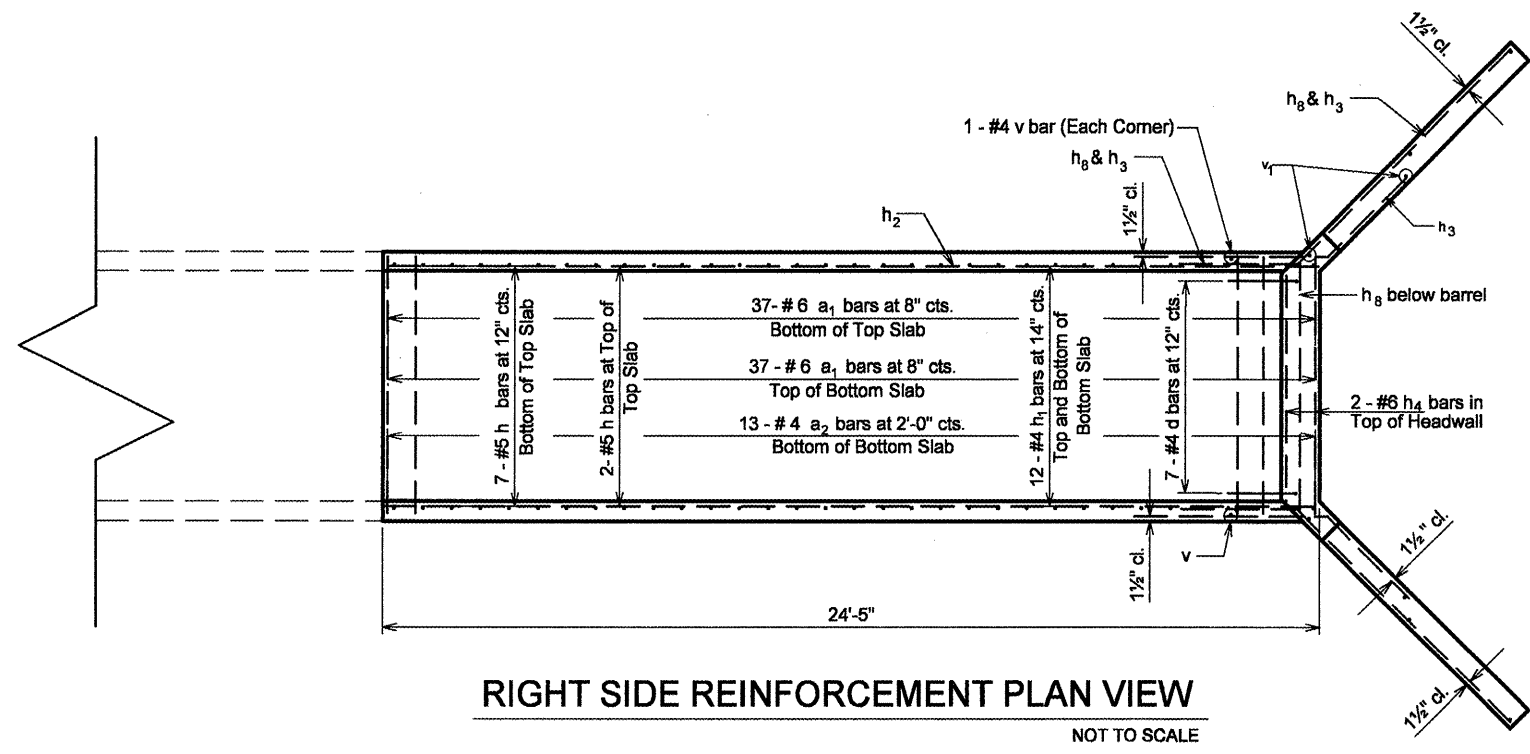 1½" cl.
h8 & h3
1 - #4 v bar (Each Corner)
h8 & h3
v1
1½" cl.
h2
h3
h8 below barrel
37- # 6 a1 bars at 8" cts.
Bottom of Top Slab
37 - # 6 a1 bars at 8" cts.
Top of Bottom Slab
13 - # 4 a2 bars at 2'-0" cts.
Bottom of Bottom Slab
7 - #5 h bars at 12" cts.
Bottom of Top Slab
2- #5 h bars at Top of
Top Slab
12 - #4 h1 bars at 14" cts.
Top and Bottom of
Bottom Slab
7 - #4 d bars at 12" cts.
2 - #6 h4 bars in
Top of Headwall
v
1½" cl.
1½" cl.
24'-5"
1½" cl.
RIGHT SIDE REINFORCEMENT PLAN VIEW
NOT TO SCALE